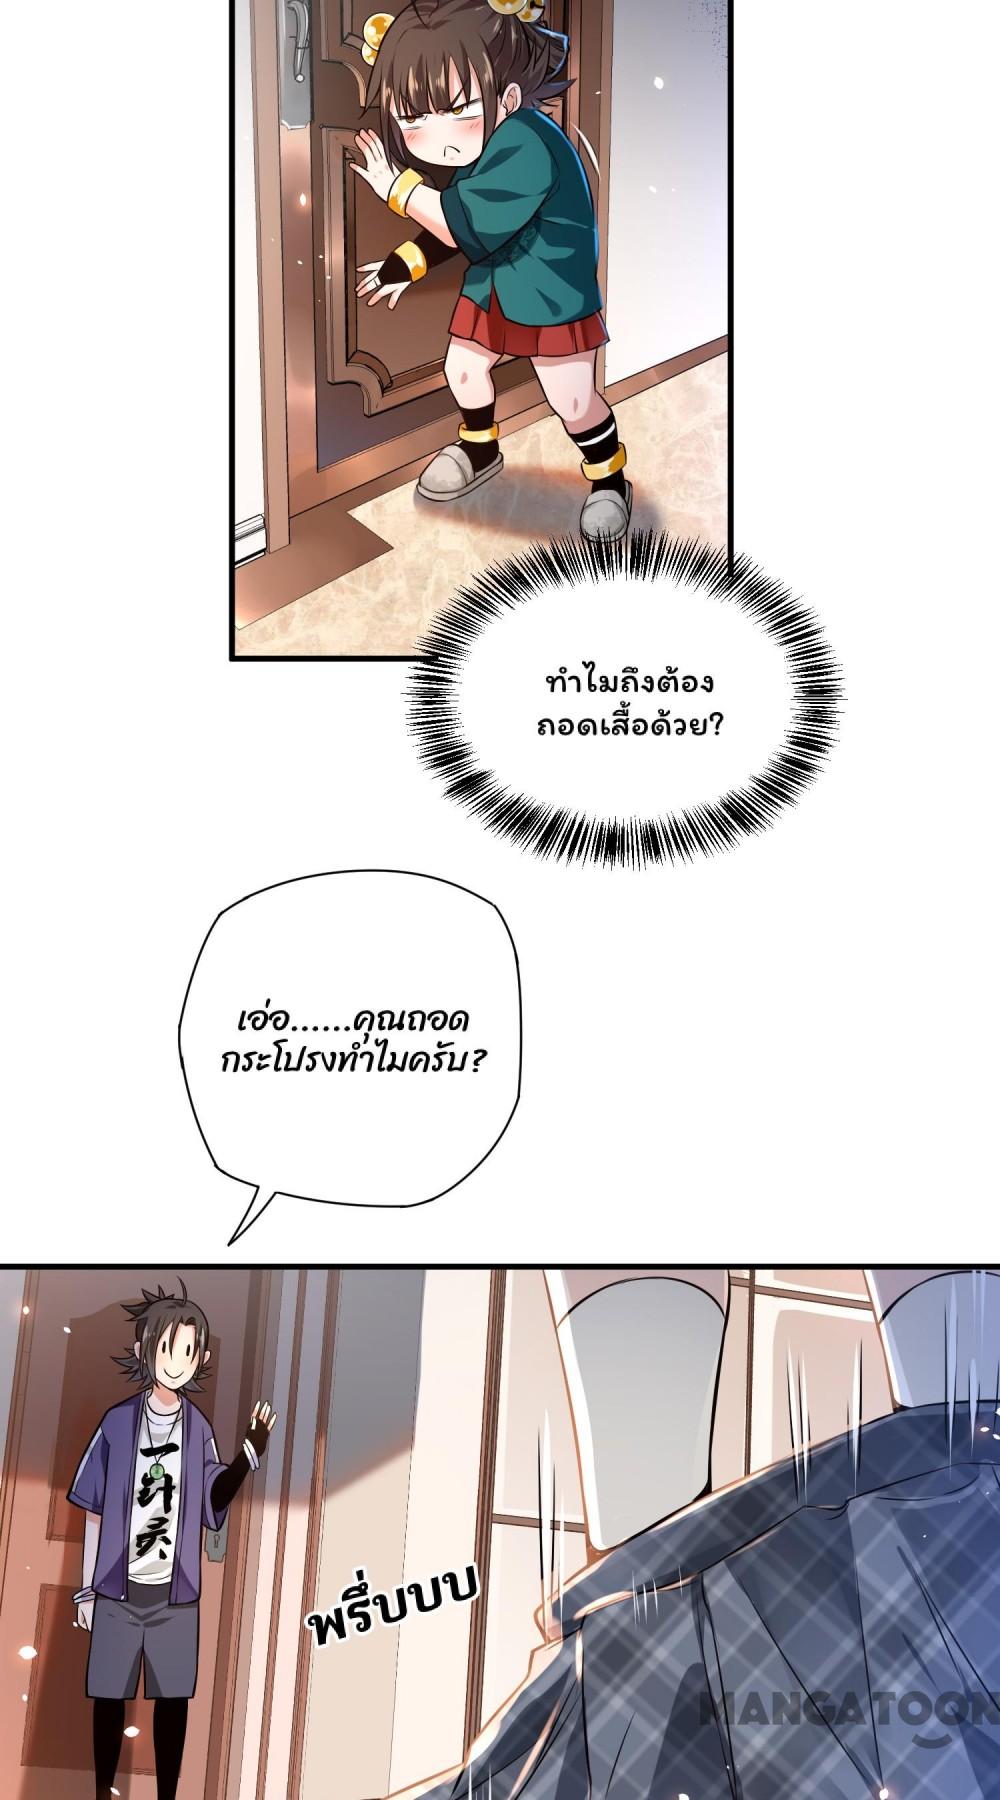 ทำไมถึงต้อง
ถอดเสื้อด้วย?
เอ่อ......คุณถอด
กระโปรงทำไมครับ?
一针灵
พรึ่บบบ
MANGATOON